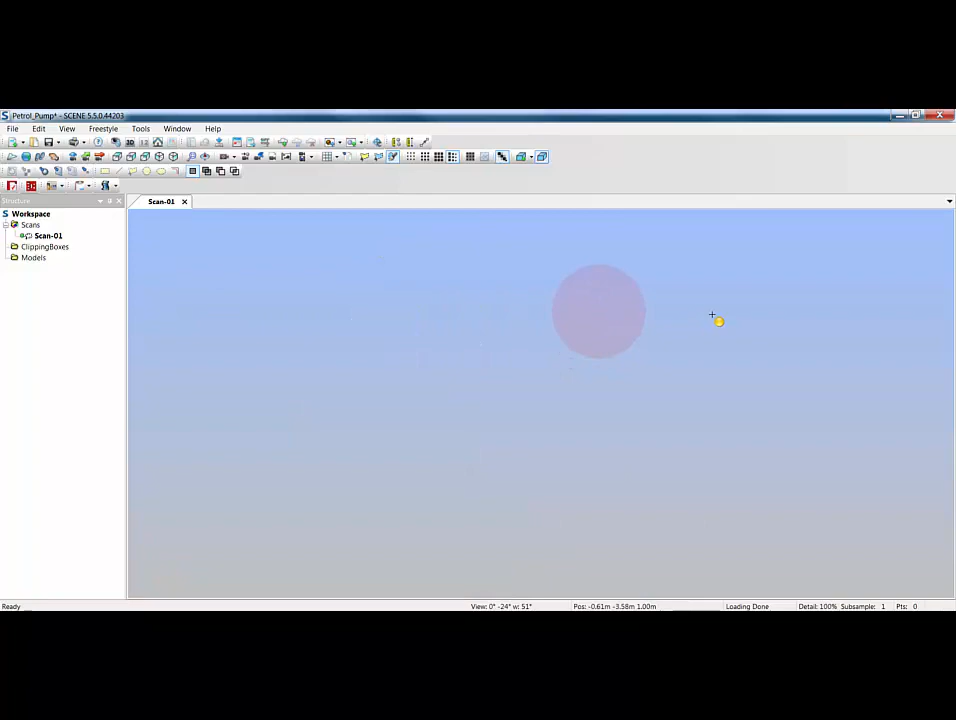 Petrol_Pump* - SCENE 5.5.0.44203
File Edit View Freestyle Tools Window Help
Structure
Scan-01
Workspace
Scans
Scan-01
ClippingBoxes
Models
Ready View: 0° -24° w: 51° Pos: -0.61m -3.58m 1.00m Loading Done Detail: 100% Subsample: 1 Pts: 0